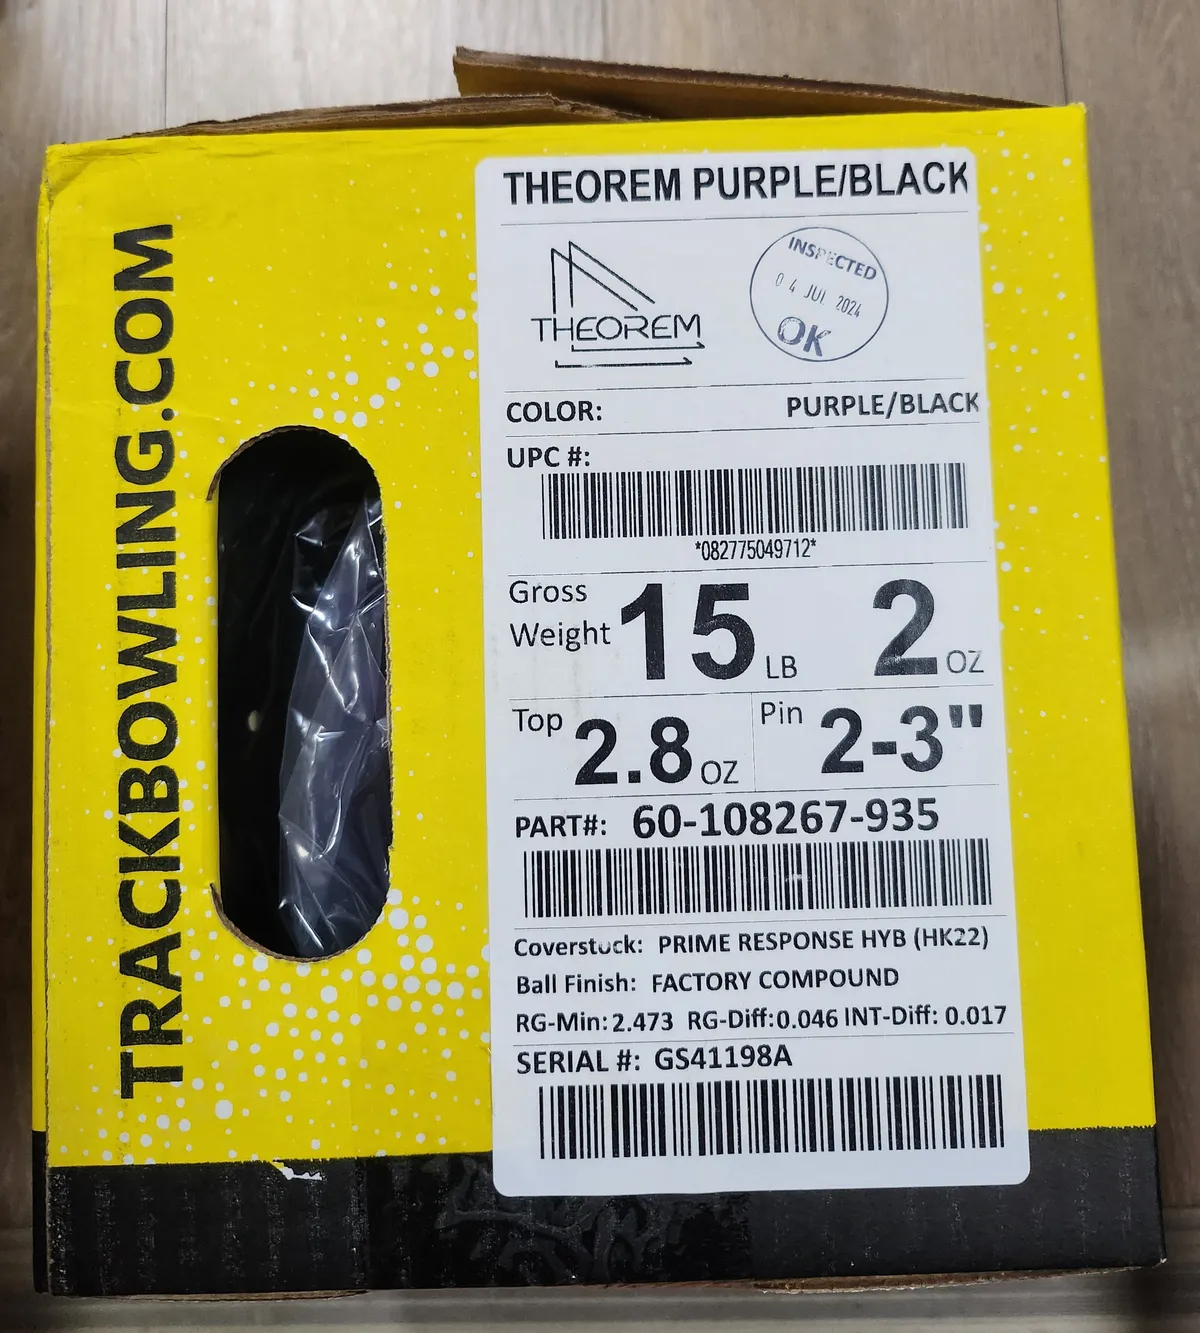 TRACKBOWLING.COM
THEOREM PURPLE/BLACK
THEOREM
INSPECTED
04 JUL 2024
OK
COLOR: PURPLE/BLACK
UPC #:
*082775049712*
Gross Weight 15 LB 2 OZ
Top 2.8 OZ Pin 2-3"
PART#: 60-108267-935
Coverstock: PRIME RESPONSE HYB (HK22)
Ball Finish: FACTORY COMPOUND
RG-Min: 2.473 RG-Diff: 0.046 INT-Diff: 0.017
SERIAL #: GS41198A